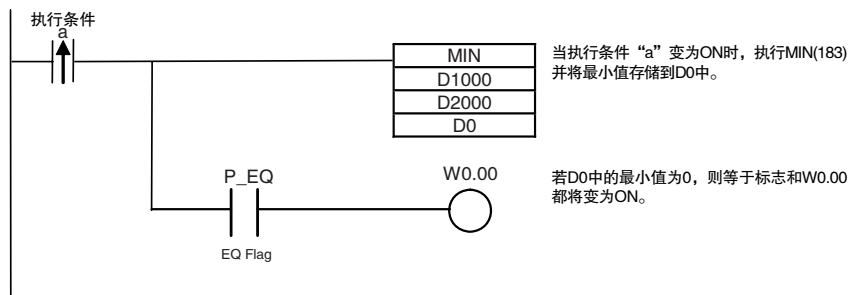 执行条件
a
MIN
D1000
D2000
D0
当执行条件“a”变为ON时，执行MIN(183)
并将最小值存储到D0中。
P_EQ
W0.00
EQ Flag
若D0中的最小值为0，则等于标志和W0.00
都将变为ON。